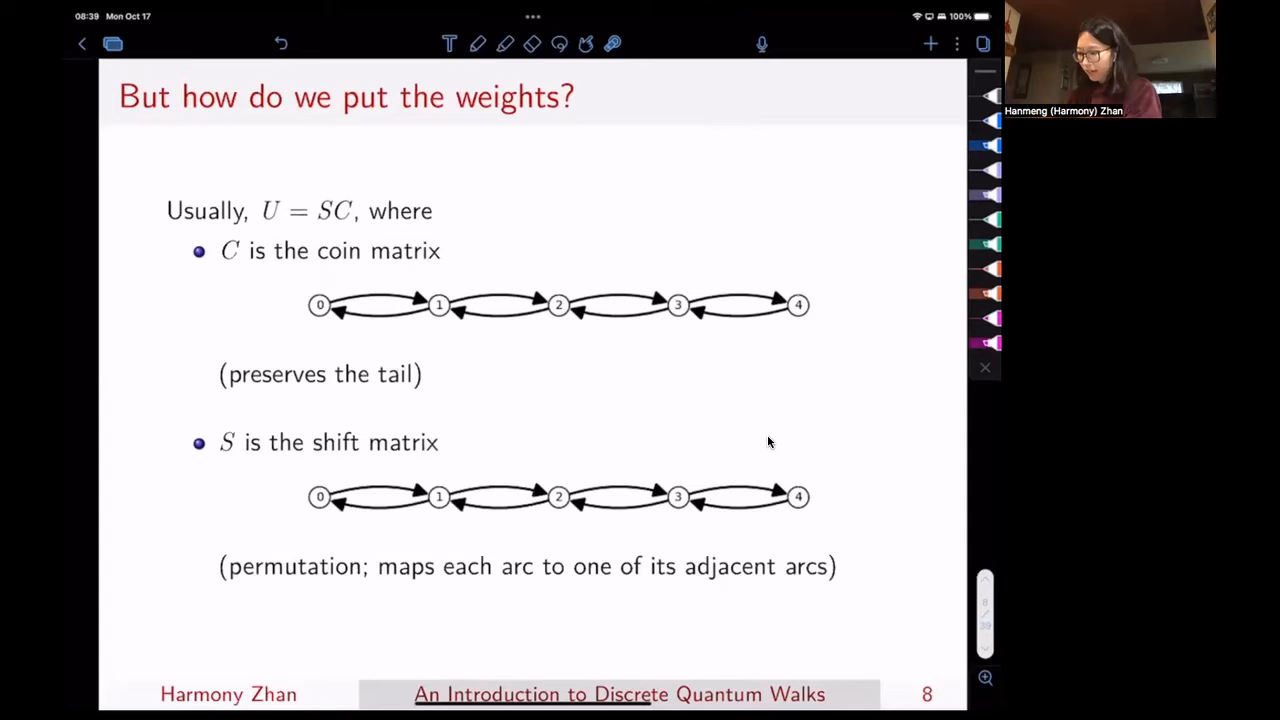 08:39 Mon Oct 17
100%
But how do we put the weights?
Hanmeng (Harmony) Zhan
Usually, U = SC, where
C is the coin matrix
0 1 2 3 4
(preserves the tail)
S is the shift matrix
0 1 2 3 4
(permutation; maps each arc to one of its adjacent arcs)
8
/
39
Harmony Zhan An Introduction to Discrete Quantum Walks 8